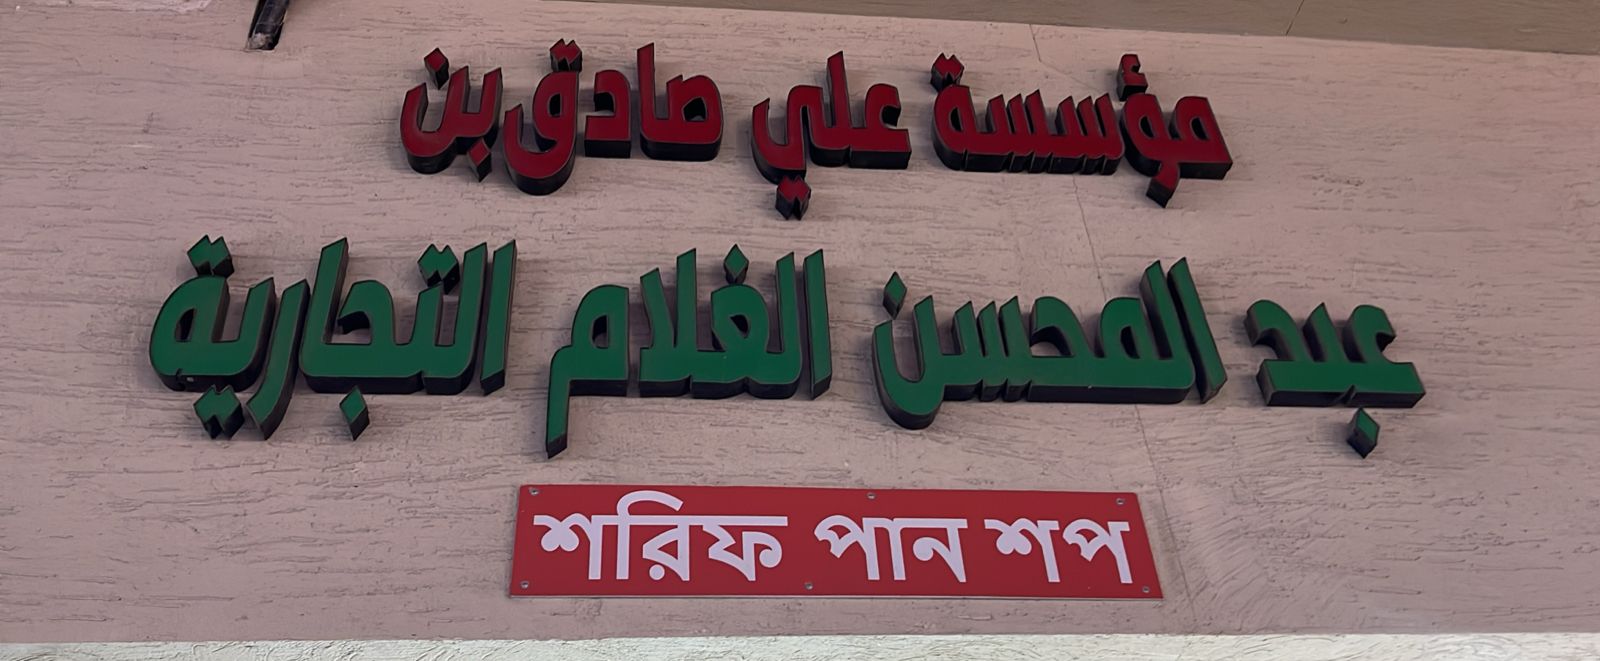 مؤسسة علي صادق بن
عبد المحسن الغلام التجارية
শরিফ পান শপ